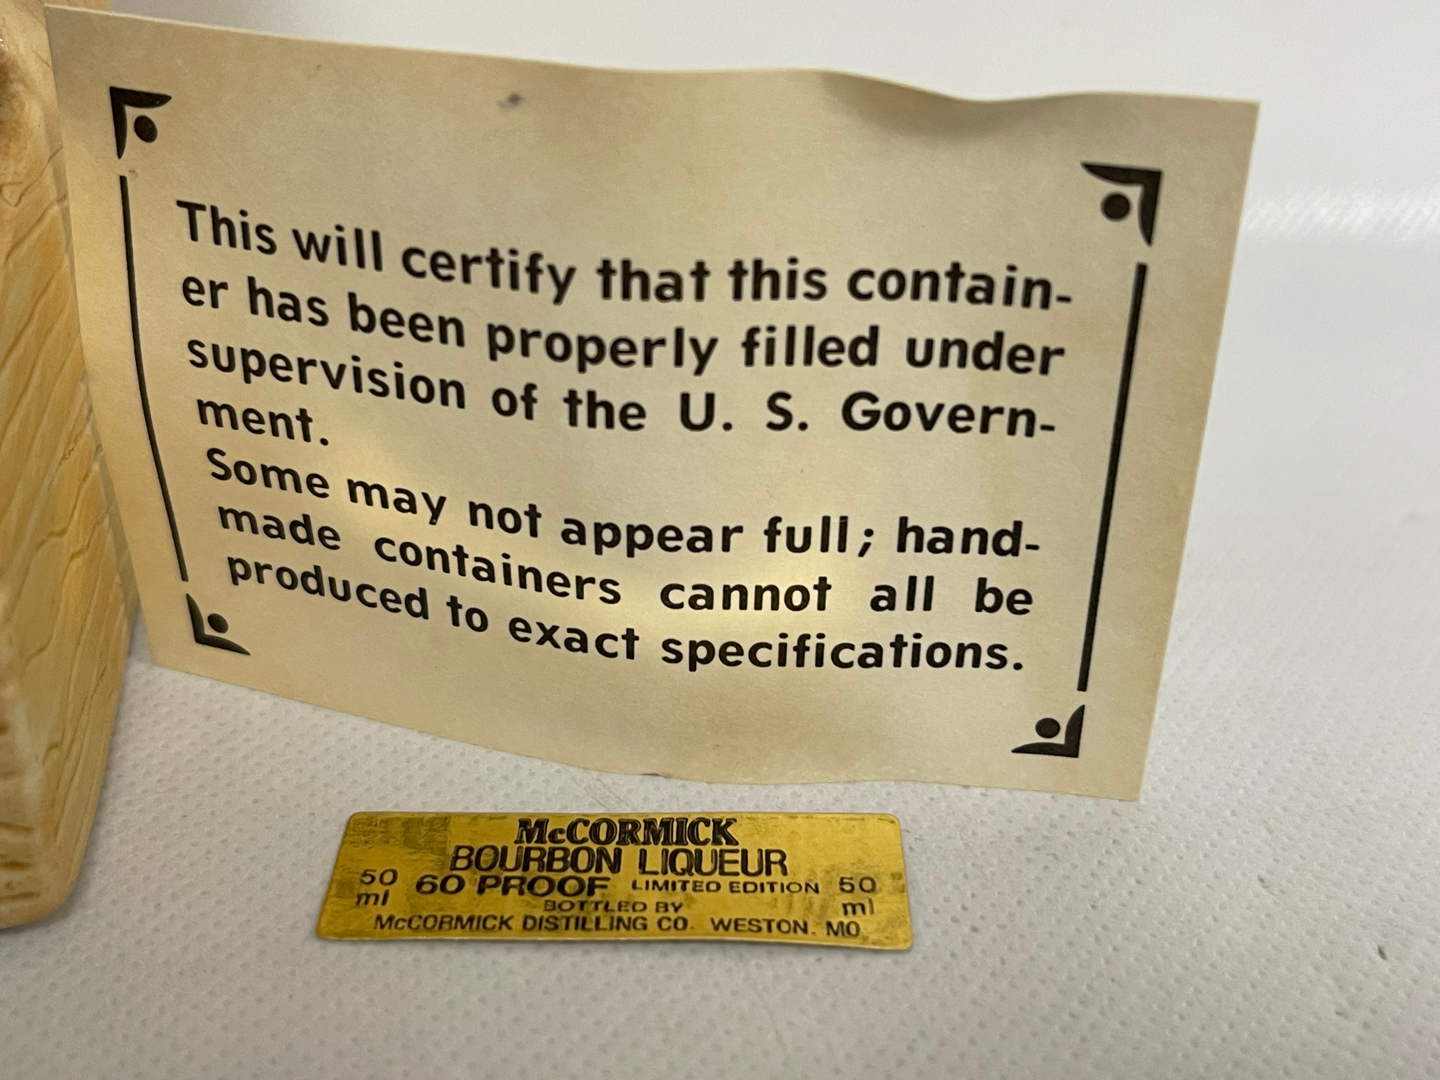 This will certify that this contain-
er has been properly filled under
supervision of the U. S. Govern-
ment.
Some may not appear full; hand-
made containers cannot all be
produced to exact specifications.
McCORMICK
BOURBON LIQUEUR
50 ml 60 PROOF LIMITED EDITION 50 ml
BOTTLED BY
McCORMICK DISTILLING CO. WESTON, MO.